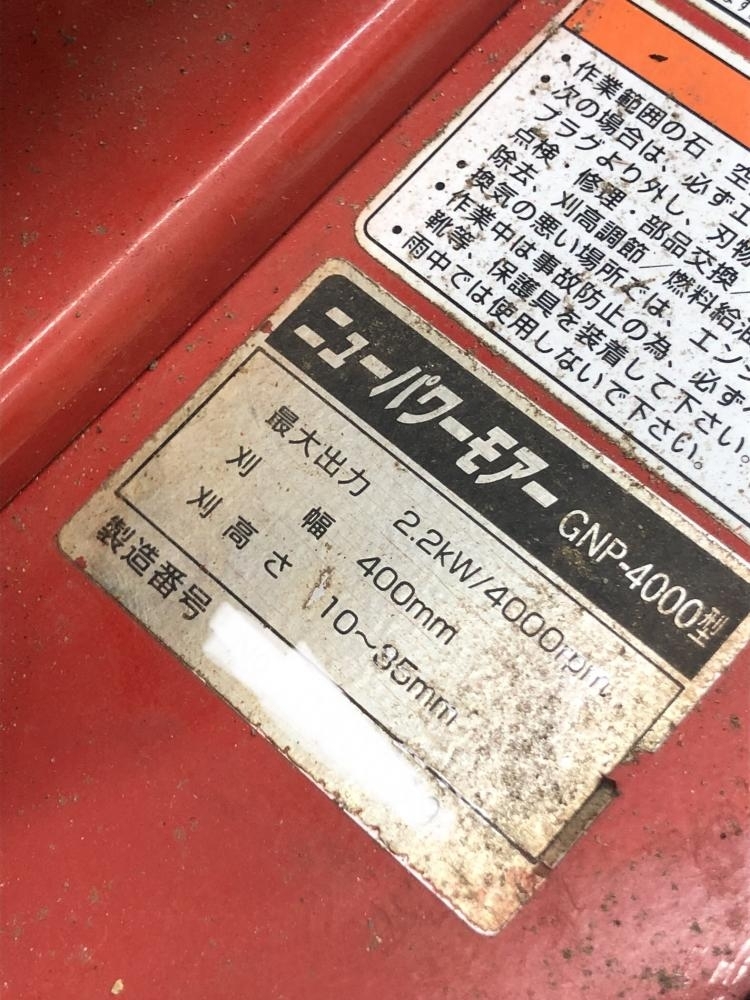 ・作業範囲の石・空
・次の場合は、必ずエ
プラグより外し、刃物
点検・修理・部品交換/
除去、刈高調節/燃料給油
・換気の悪い場所では、エンジ
・作業中は事故防止の為、必ず
靴等、保護具を装着して下さい。
・雨中では使用しないで下さい。
ニューパワーモアー GNP-4000型
最大出力 2.2kW/4000rpm
刈幅 400mm
刈高さ 10~35mm
製造番号